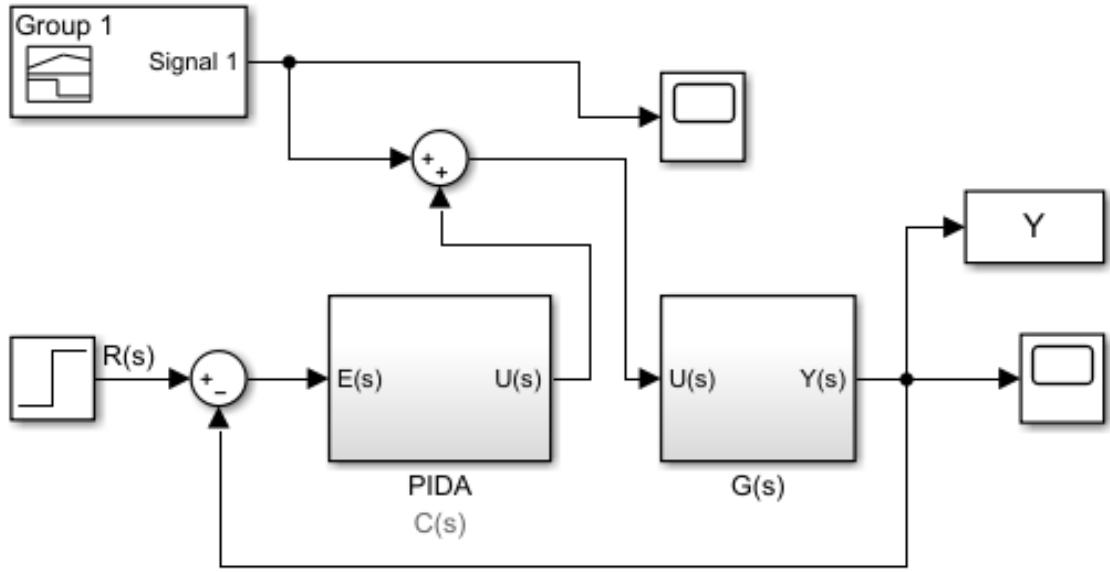 Group 1
Signal 1
+
+
Y
R(s)
+
−
E(s)
U(s)
U(s)
Y(s)
PIDA
C(s)
G(s)